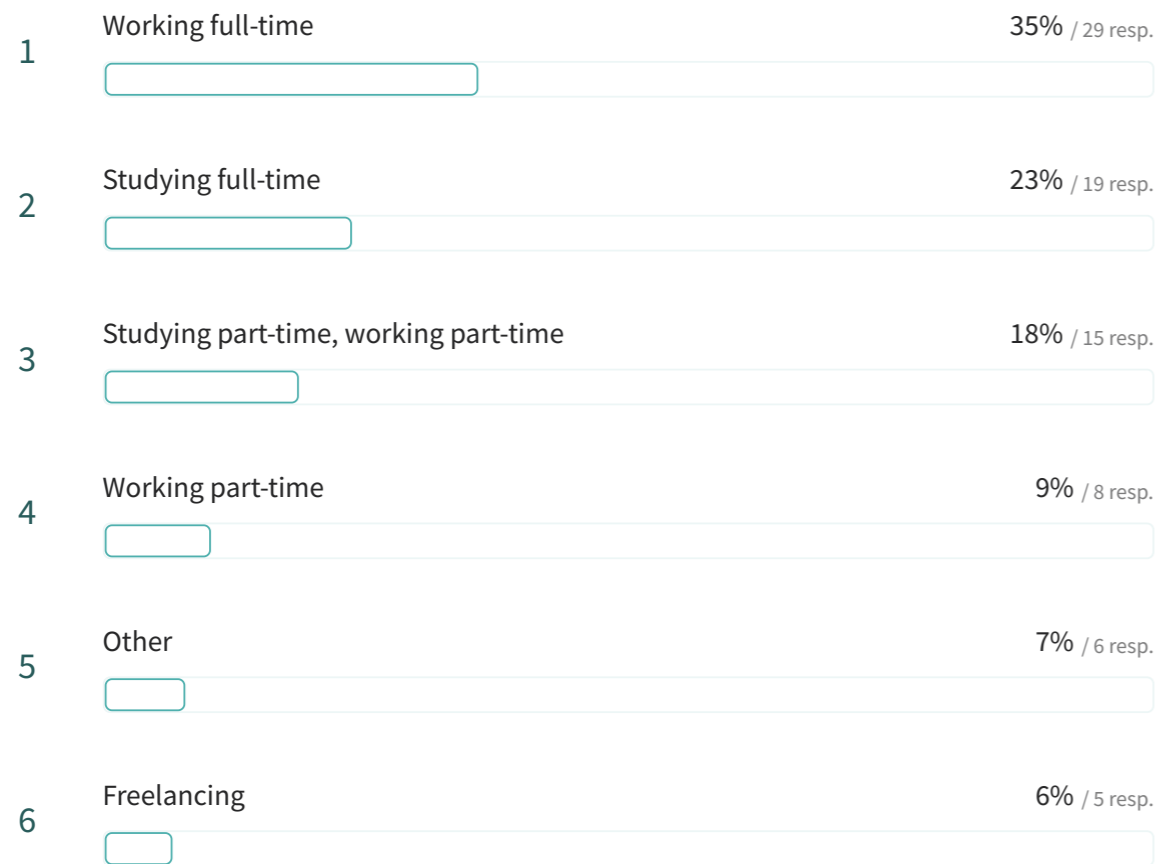 1
Working full-time 35% / 29 resp.
2
Studying full-time 23% / 19 resp.
3
Studying part-time, working part-time 18% / 15 resp.
4
Working part-time 9% / 8 resp.
5
Other 7% / 6 resp.
6
Freelancing 6% / 5 resp.